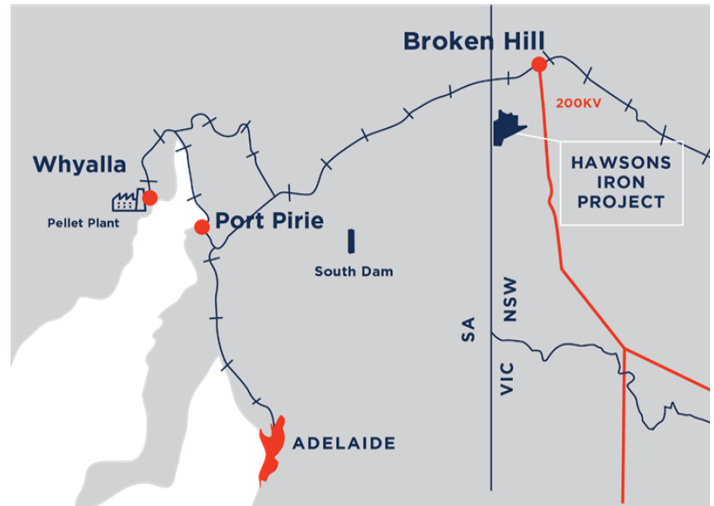 Broken Hill
200KV
HAWSONS
IRON
PROJECT
Whyalla
Pellet Plant
Port Pirie
South Dam
SA
NSW
VIC
ADELAIDE